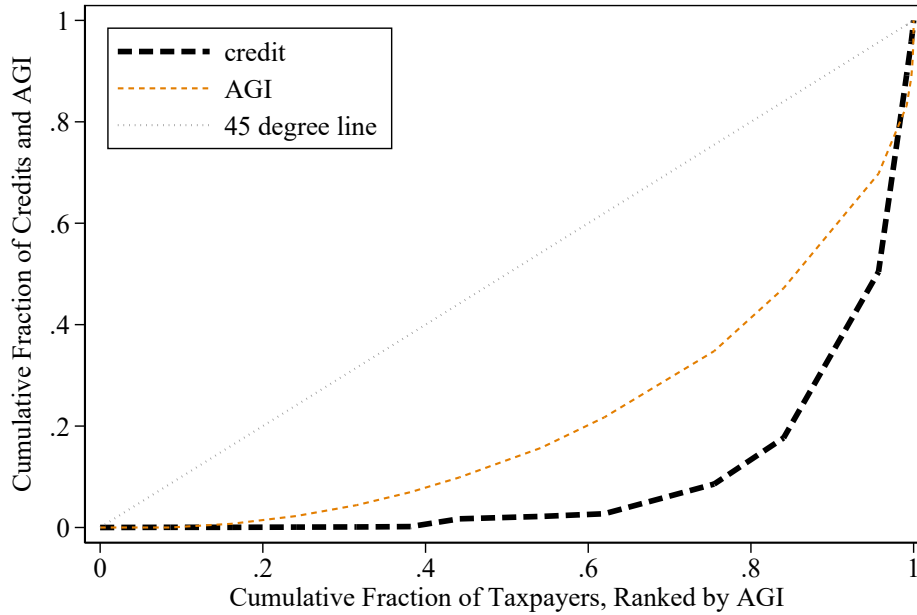 credit
AGI
45 degree line
Cumulative Fraction of Credits and AGI
1
.8
.6
.4
.2
0
0 .2 .4 .6 .8 1
Cumulative Fraction of Taxpayers, Ranked by AGI